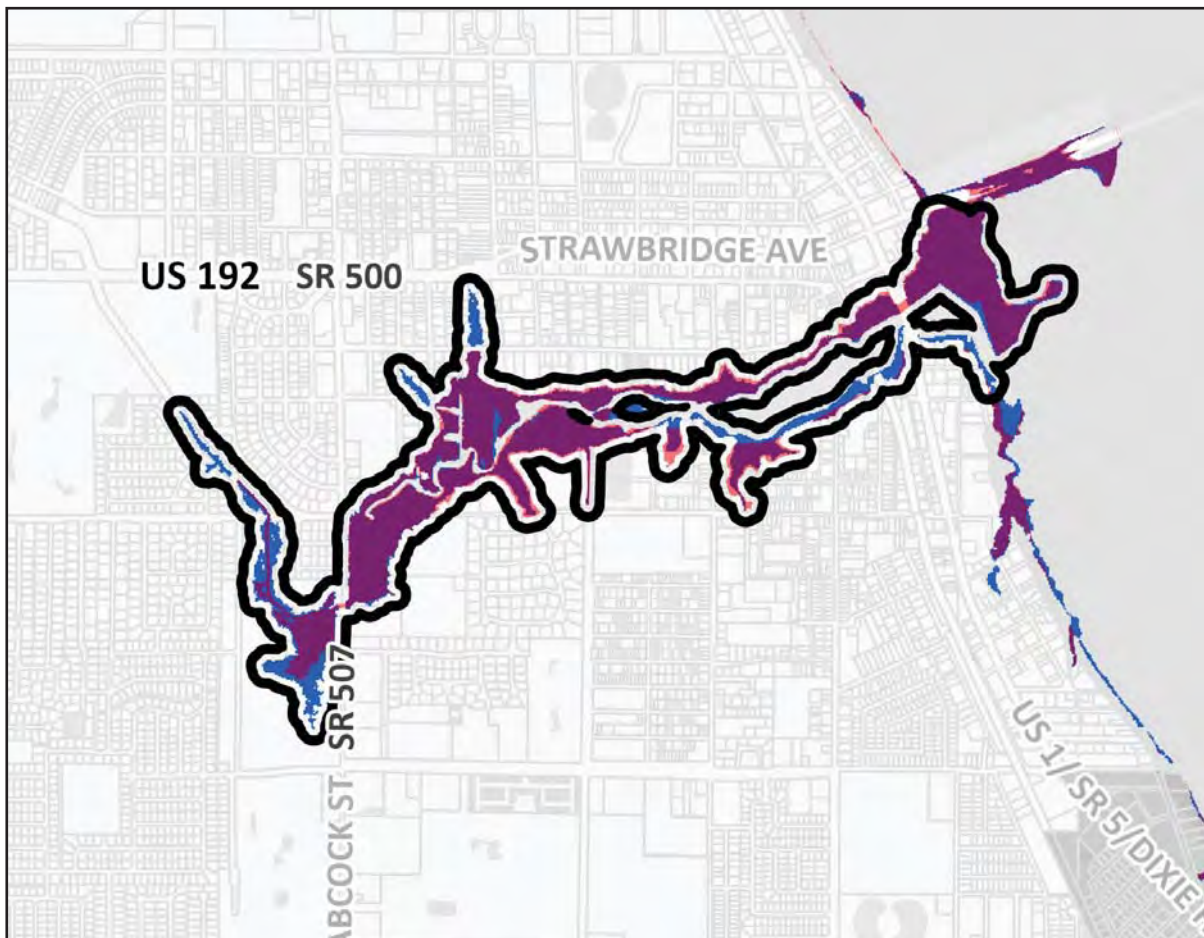 STRAWBRIDGE AVE
US 192 SR 500
SR 507
ABCOCK ST
US 1/ SR 5/DIXIE